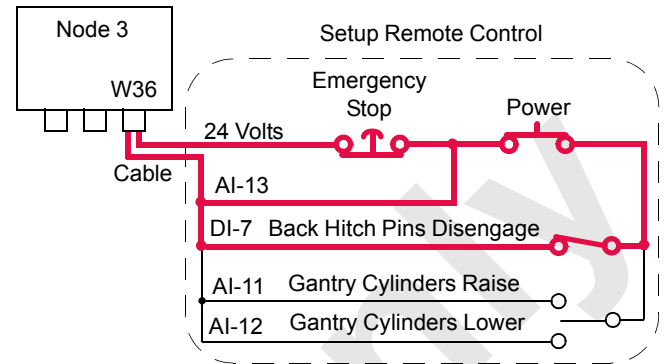 Node 3
W36
Setup Remote Control
Emergency
Stop
Power
24 Volts
Cable
AI-13
DI-7 Back Hitch Pins Disengage
AI-11 Gantry Cylinders Raise
AI-12 Gantry Cylinders Lower